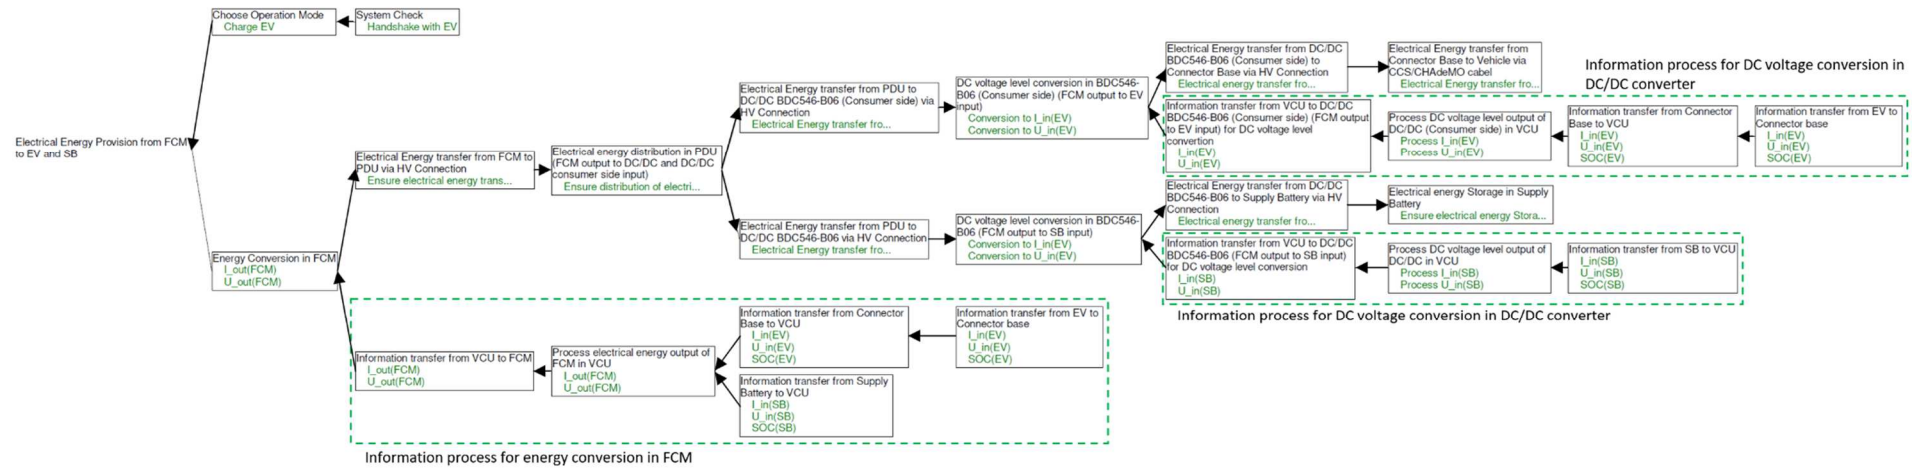 Electrical Energy Provision from FCM
to EV and SB
Choose Operation Mode
Charge EV
System Check
Handshake with EV
Energy Conversion in FCM
I_out(FCM)
U_out(FCM)
Electrical Energy transfer from FCM to
PDU via HV Connection
Ensure electrical energy trans...
Electrical energy distribution in PDU
(FCM output to DC/DC and DC/DC
consumer side input)
Ensure distribution of electri...
Electrical Energy transfer from PDU to
DC/DC BDC546-B06 (Consumer side) via
HV Connection
Electrical Energy transfer fro...
DC voltage level conversion in BDC546-
B06 (Consumer side) (FCM output to EV
input)
Conversion to I_in(EV)
Conversion to U_in(EV)
Electrical Energy transfer from DC/DC
BDC546-B06 (Consumer side) to
Connector Base via HV Connection
Electrical Energy transfer fro...
Electrical Energy transfer from
Connector Base to Vehicle via
CCS/CHAdeMO cabel
Electrical Energy transfer fro...
Information process for DC voltage conversion in
DC/DC converter
Information transfer from VCU to DC/DC
BDC546-B06 (Consumer side) (FCM output
to EV input) for DC voltage level
convertion
I_in(EV)
U_in(EV)
Process DC voltage level output of
DC/DC (Consumer side) in VCU
Process I_in(EV)
Process U_in(EV)
Information transfer from Connector
Base to VCU
I_in(EV)
U_in(EV)
SOC(EV)
Information transfer from EV to
Connector base
I_in(EV)
U_in(EV)
SOC(EV)
Electrical Energy transfer from PDU to
DC/DC BDC546-B06 via HV Connection
Electrical Energy transfer fro...
DC voltage level conversion in BDC546-
B06 (FCM output to SB input)
Conversion to I_in(EV)
Conversion to U_in(EV)
Electrical Energy transfer from DC/DC
BDC546-B06 to Supply Battery via HV
Connection
Electrical energy transfer fro...
Electrical energy Storage in Supply
Battery
Ensure electrical energy Stora...
Information transfer from VCU to DC/DC
BDC546-B06 (FCM output to SB input)
for DC voltage level conversion
I_in(SB)
U_in(SB)
Process DC voltage level output of
DC/DC in VCU
Process I_in(SB)
Process U_in(SB)
Information transfer from SB to VCU
I_in(SB)
U_in(SB)
SOC(SB)
Information process for DC voltage conversion in DC/DC converter
Information transfer from VCU to FCM
I_out(FCM)
U_out(FCM)
Process electrical energy output of
FCM in VCU
I_out(FCM)
U_out(FCM)
Information transfer from Connector
Base to VCU
I_in(EV)
U_in(EV)
SOC(EV)
Information transfer from EV to
Connector base
I_in(EV)
U_in(EV)
SOC(EV)
Information transfer from Supply
Battery to VCU
I_in(SB)
U_in(SB)
SOC(SB)
Information process for energy conversion in FCM